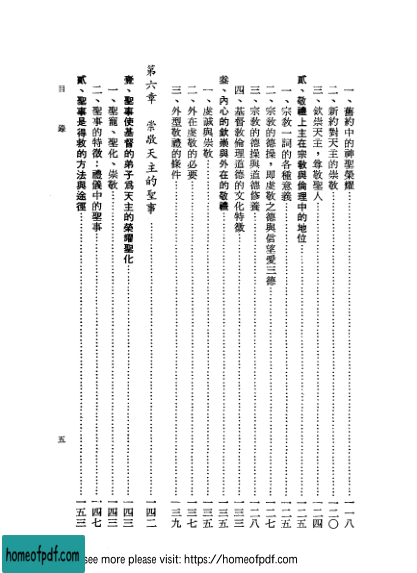 一、舊約中的神聖榮耀……一一八
二、新約對天主的崇敬……一二〇
三、欽崇天主，尊敬聖人……一二四
貳、敬禮上主在宗敎與倫理中的地位……一二五
一、宗敎一詞的各種意義……一二五
二、宗敎的德操，卽虔敬之德與信望愛三德……一二七
三、宗敎的德操與道德修養……一二八
四、基督敎倫理道德的文化特徵……一三三
叁、內心的欽崇與外在的敬禮……一三五
一、虔誠與崇敬……一三五
二、外在虔敬的必要……一三七
三、外型敬禮的條件……一三九
第六章 崇敬天主的聖事……一四二
壹、聖事使基督的弟子爲天主的榮耀聖化……一四三
一、聖寵、聖化、崇敬……一四三
二、聖事的特徵：禮儀中的聖事……一四七
貳、聖事是得救的方法與途徑……一五三
目 錄
五
homeofpdf.com
see more please visit: https://homeofpdf.com